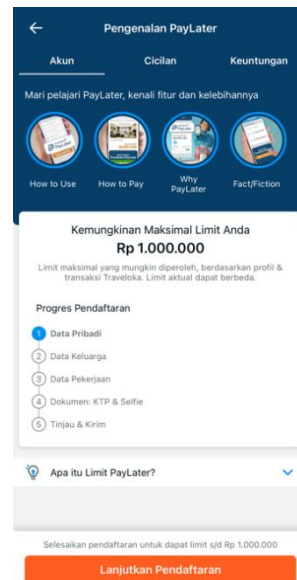 Pengenalan PayLater
Akun Cicilan Keuntungan
Mari pelajari PayLater, kenali fitur dan kelebihannya
How to Use How to Pay Why PayLater Fact/Fiction
Kemungkinan Maksimal Limit Anda
Rp 1.000.000
Limit maksimal yang mungkin diperoleh, berdasarkan profil &
transaksi Traveloka. Limit aktual dapat berbeda.
Progres Pendaftaran
1 Data Pribadi
2 Data Keluarga
3 Data Pekerjaan
4 Dokumen: KTP & Selfie
5 Tinjau & Kirim
Apa itu Limit PayLater?
Selesaikan pendaftaran untuk dapat limit s/d Rp 1.000.000
Lanjutkan Pendaftaran